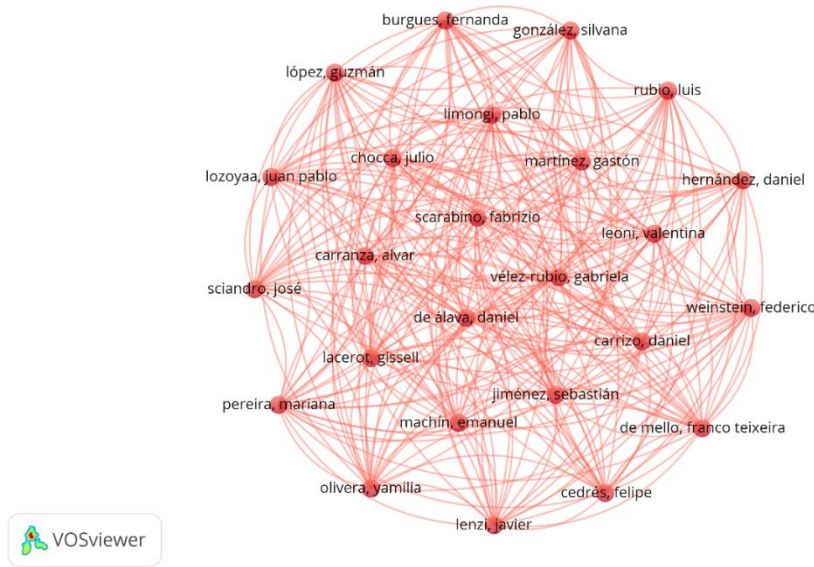 burgues, fernanda
gonzález, silvana
lópez, guzmán
rubio, luis
limongi, pablo
chocca, julio
martínez, gastón
lozoyaa, juan pablo
hernández, daniel
scarabino, fabrizio
leoni, valentina
carranza, alvar
vélez-rubio, gabriela
sciandro, josé
weinstein, federico
de álava, daniel
carrizo, daniel
lacerot, gissell
jiménez, sebastián
pereira, mariana
machín, emanuel
de mello, franco teixeira
olivera, yamilia
cedrés, felipe
lenzi, javier
VOSviewer